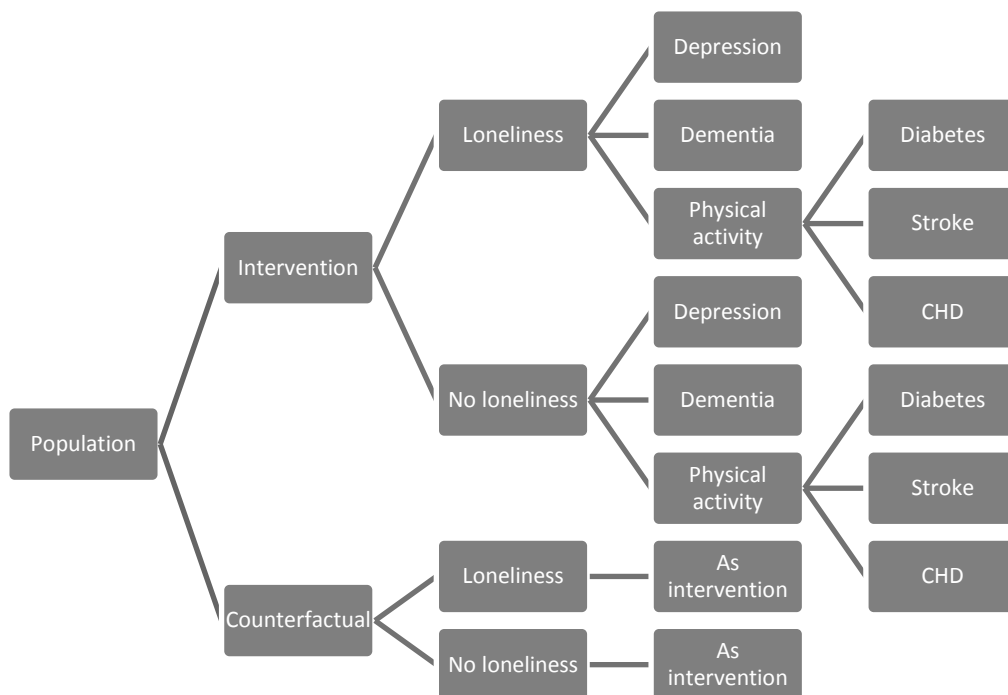 Population
Intervention
Loneliness
Depression
Dementia
Physical
activity
Diabetes
Stroke
CHD
No loneliness
Depression
Dementia
Physical
activity
Diabetes
Stroke
CHD
Counterfactual
Loneliness
As
intervention
No loneliness
As
intervention